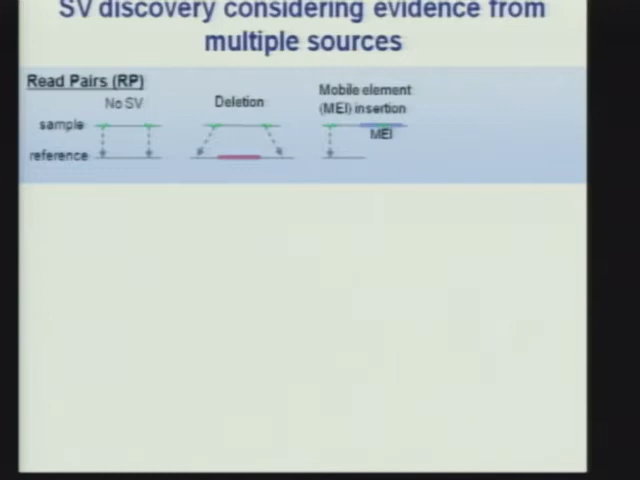 SV discovery considering evidence from
multiple sources
Read Pairs (RP)
No SV
Deletion
Mobile element
(MEI) insertion
sample
MEI
reference